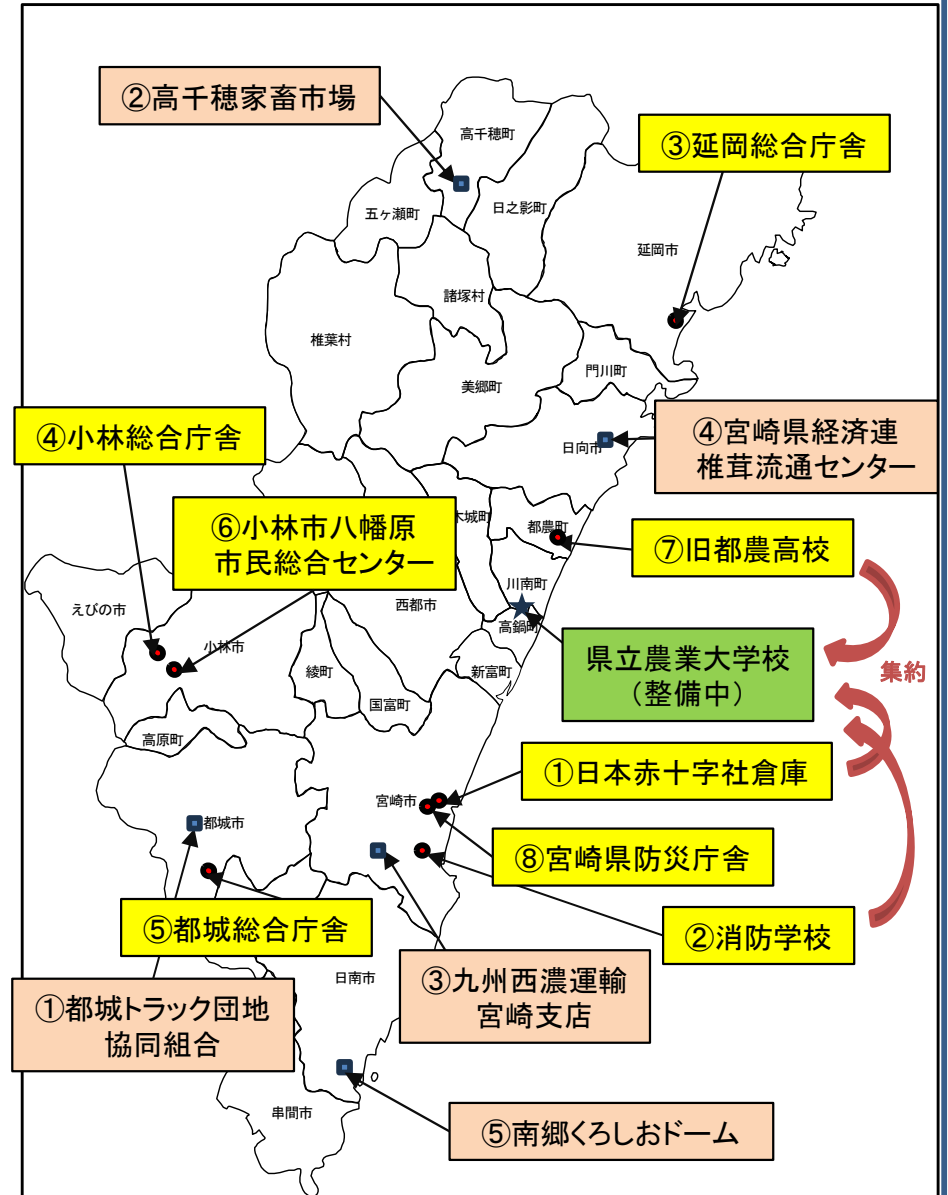 ②高千穂家畜市場
高千穂町
③延岡総合庁舎
五ヶ瀬町
日之影町
延岡市
諸塚村
椎葉村
門川町
美郷町
④小林総合庁舎
日向市
④宮崎県経済連
椎茸流通センター
⑥小林市八幡原
市民総合センター
木城町
都農町
⑦旧都農高校
えびの市
西都市
川南町
小林市
高鍋町
県立農業大学校
（整備中）
集約
綾町
新富町
国富町
高原町
①日本赤十字社倉庫
宮崎市
都城市
⑧宮崎県防災庁舎
⑤都城総合庁舎
②消防学校
日南市
③九州西濃運輸
宮崎支店
①都城トラック団地
協同組合
串間市
⑤南郷くろしおドーム